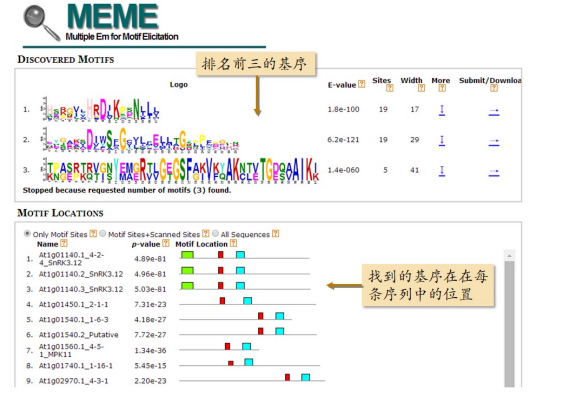 MEME
Multiple Em for Motif Elicitation
DISCOVERED MOTIFS
排名前三的基序
Logo E-value ? Sites ? Width ? More ? Submit/Downloa ?
1. 1.8e-100 19 17
2. 6.2e-121 19 29
3. 1.4e-060 5 41
Stopped because requested number of motifs (3) found.
MOTIF LOCATIONS
Only Motif Sites ? Motif Sites+Scanned Sites ? All Sequences ?
Name ? p-value ? Motif Location ?
1. At1g01140.1_4-2-
4_SnRK3.12 4.89e-81
2. At1g01140.2_SnRK3.12 4.96e-81
3. At1g01140.3_SnRK3.12 5.03e-81
找到的基序在在每
条序列中的位置
4. At1g01450.1_2-1-1 7.31e-23
5. At1g01540.1_1-6-3 4.18e-27
6. At1g01540.2_Putative 7.72e-27
7. At1g01560.1_4-5-
1_MPK11 1.34e-36
8. At1g01740.1_1-16-1 5.45e-15
9. At1g02970.1_4-3-1 2.20e-23